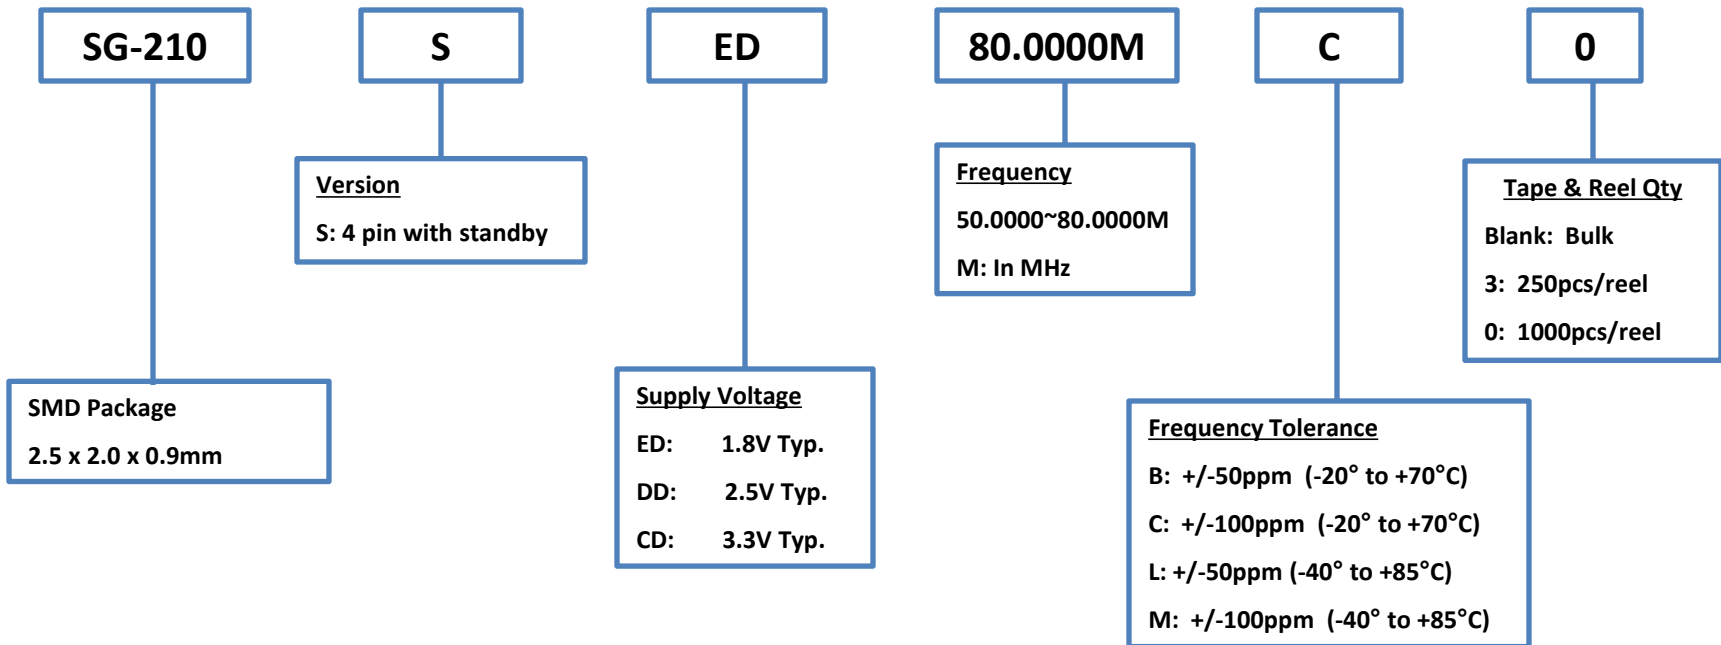 SG-210
S
ED
80.0000M
C
0
Version
S: 4 pin with standby
Frequency
50.0000~80.0000M
M: In MHz
Tape & Reel Qty
Blank: Bulk
3: 250pcs/reel
0: 1000pcs/reel
SMD Package
2.5 x 2.0 x 0.9mm
Supply Voltage
ED: 1.8V Typ.
DD: 2.5V Typ.
CD: 3.3V Typ.
Frequency Tolerance
B: +/-50ppm (-20° to +70°C)
C: +/-100ppm (-20° to +70°C)
L: +/-50ppm (-40° to +85°C)
M: +/-100ppm (-40° to +85°C)